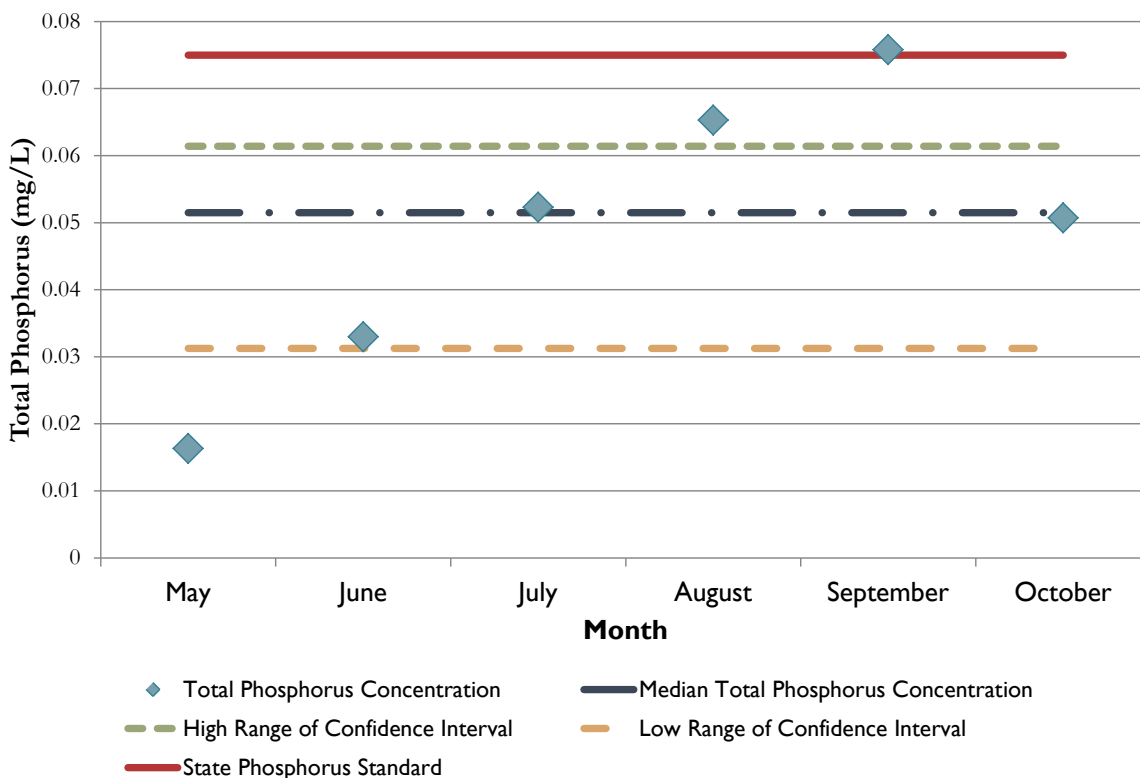 0.08
0.07
0.06
0.05
0.04
0.03
0.02
0.01
0
Total Phosphorus (mg/L)
May June July August September October
Month
Total Phosphorus Concentration Median Total Phosphorus Concentration
High Range of Confidence Interval Low Range of Confidence Interval
State Phosphorus Standard